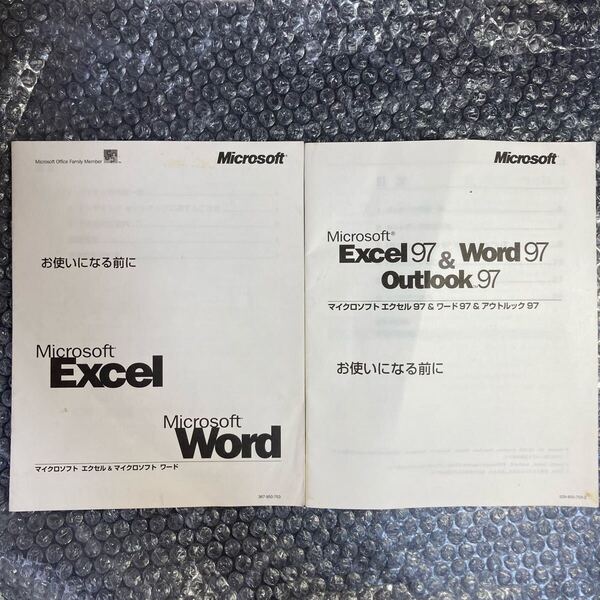 Microsoft Office Family Member
Microsoft
お使いになる前に
Microsoft
Excel
Microsoft
Word
マイクロソフト エクセル & マイクロソフト ワード
367-950-753
Microsoft
Microsoft®
Excel 97 & Word 97
Outlook™ 97
マイクロソフト エクセル 97 & ワード 97 & アウトルック 97
お使いになる前に